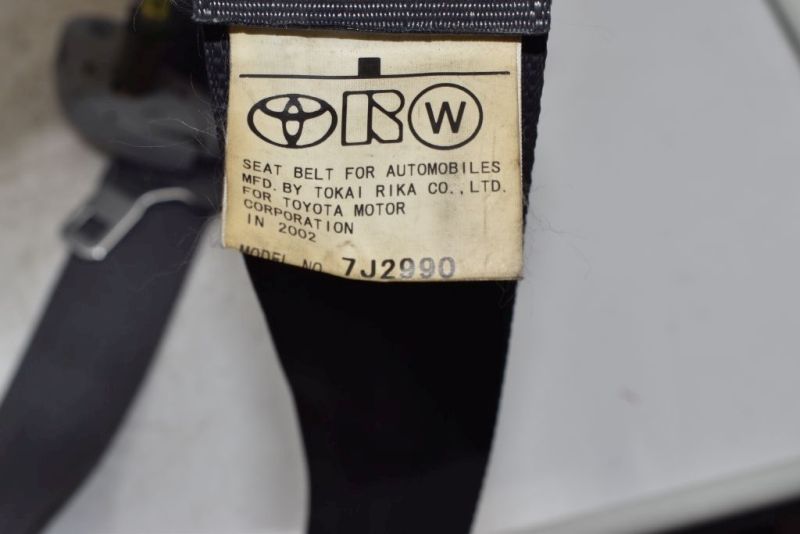 R W
SEAT BELT FOR AUTOMOBILES
MFD. BY TOKAI RIKA CO., LTD.
FOR TOYOTA MOTOR
CORPORATION
IN 2002
MODEL NO. 7J2990